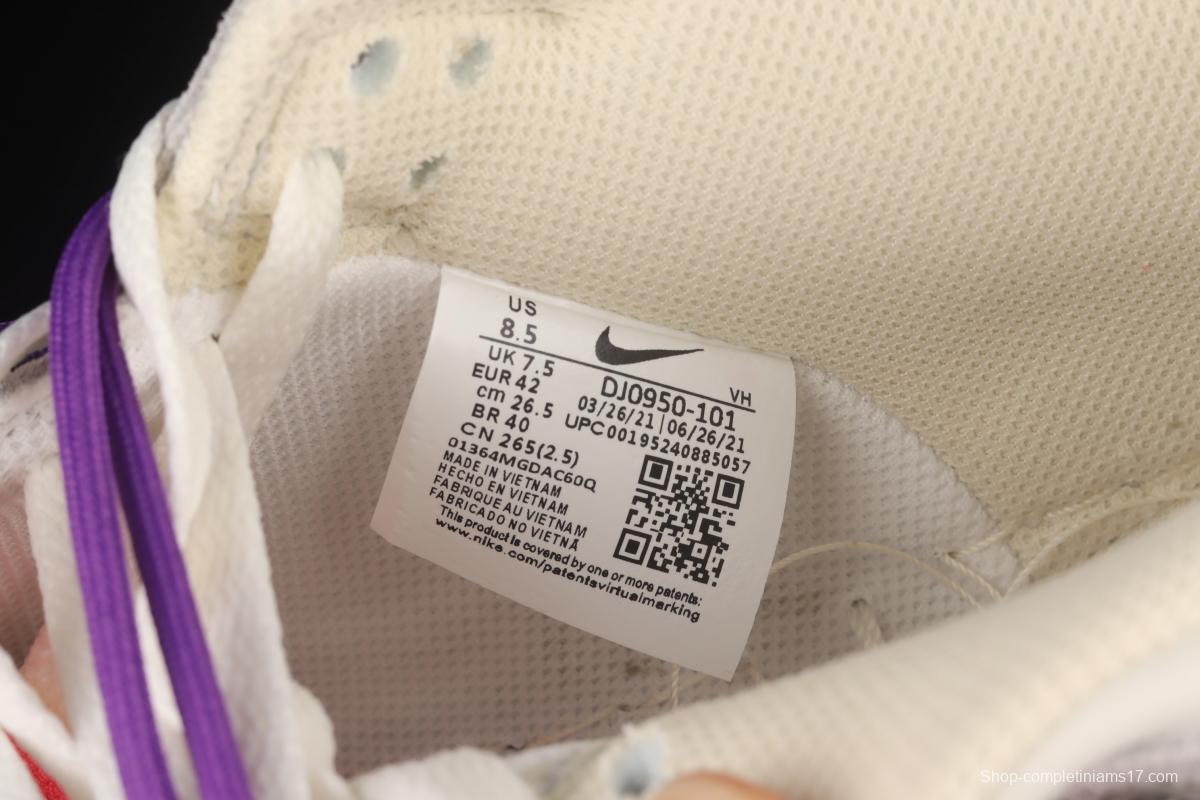 US
8.5
UK 7.5
EUR 42
cm 26.5
BR 40
CN 265(2.5)
VH
DJ0950-101
03/26/21|06/26/21
UPC00195240885057
01364MGDAC60Q
MADE IN VIETNAM
HECHO EN VIETNAM
FABRIQUE AU VIETNAM
FABRICADO NO VIETNÃ
This product is covered by one or more patents:
www.nike.com/patentsvirtualmarking
Shop-completiniams17.com